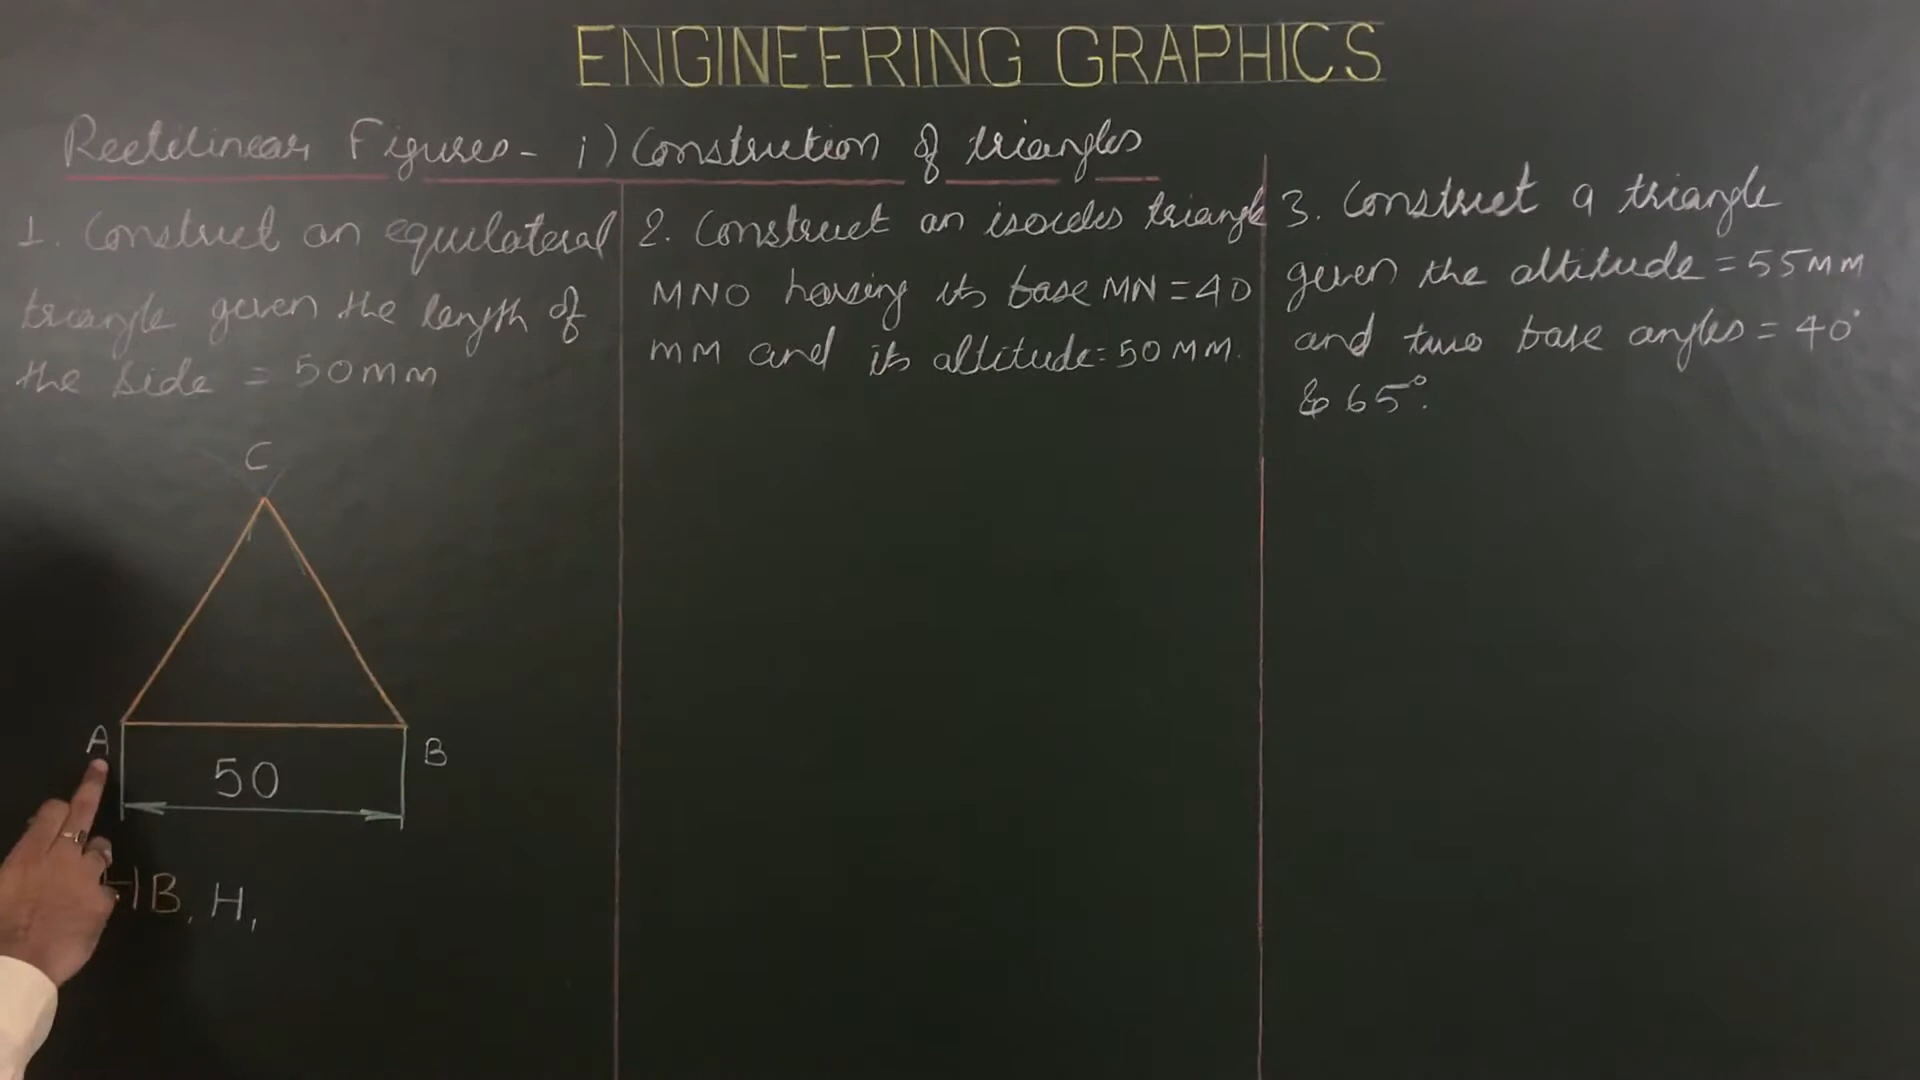 ENGINEERING GRAPHICS
Rectilinear Figures - i) Construction of triangles
1. Construct an equilateral
triangle given the length of
the side = 50mm
C
A
B
50
HB, H,
2. Construct an isoceles triangle
MNO having its base MN = 40
MM and its altitude = 50 MM.
3. Construct a triangle
given the altitude = 55MM
and two base angles = 40°
& 65°.